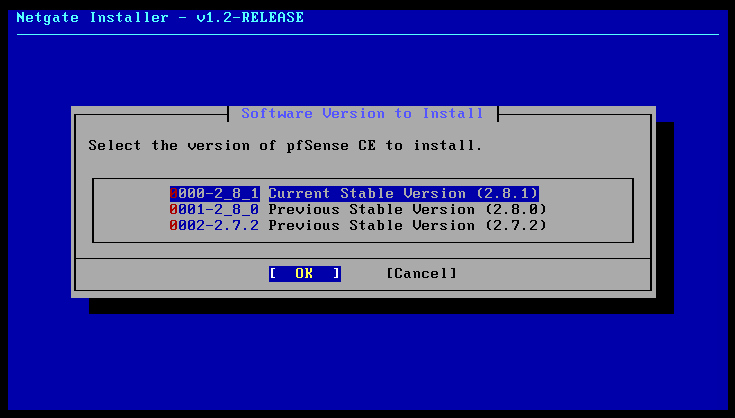 Netgate Installer - v1.2-RELEASE
Software Version to Install
Select the version of pfSense CE to install.
0000-2_8_1 Current Stable Version (2.8.1)
0001-2_8_0 Previous Stable Version (2.8.0)
0002-2.7.2 Previous Stable Version (2.7.2)
[  OK  ]     [Cancel]